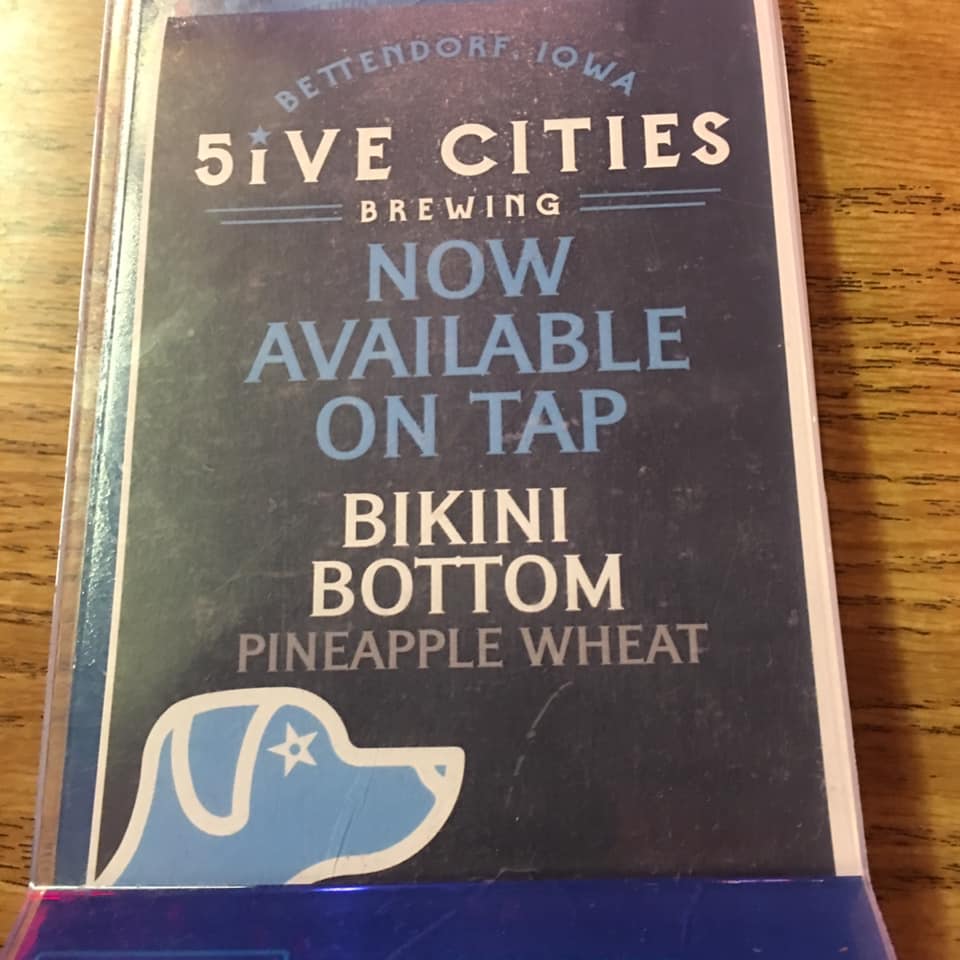 BETTENDORF, IOWA
5iVE CITIES
BREWING
NOW
AVAILABLE
ON TAP
BIKINI
BOTTOM
PINEAPPLE WHEAT